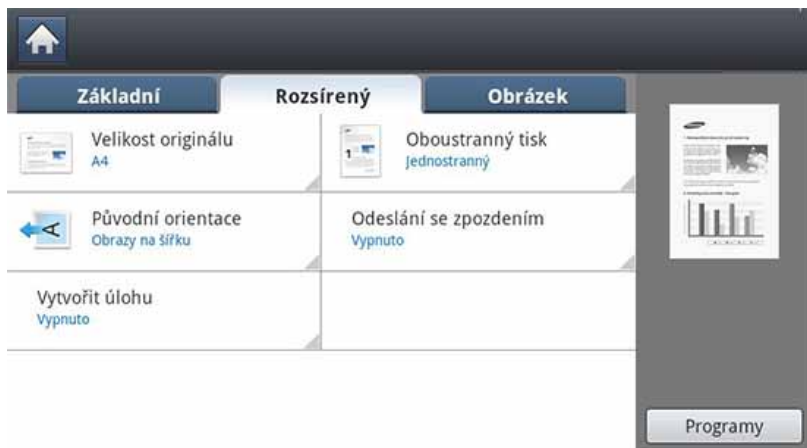 Základní
Rozsírený
Obrázek
Velikost originálu
A4
Oboustranný tisk
Jednostranný
Původní orientace
Obrazy na šířku
Odeslání se zpozdením
Vypnuto
Vytvořit úlohu
Vypnuto
Programy